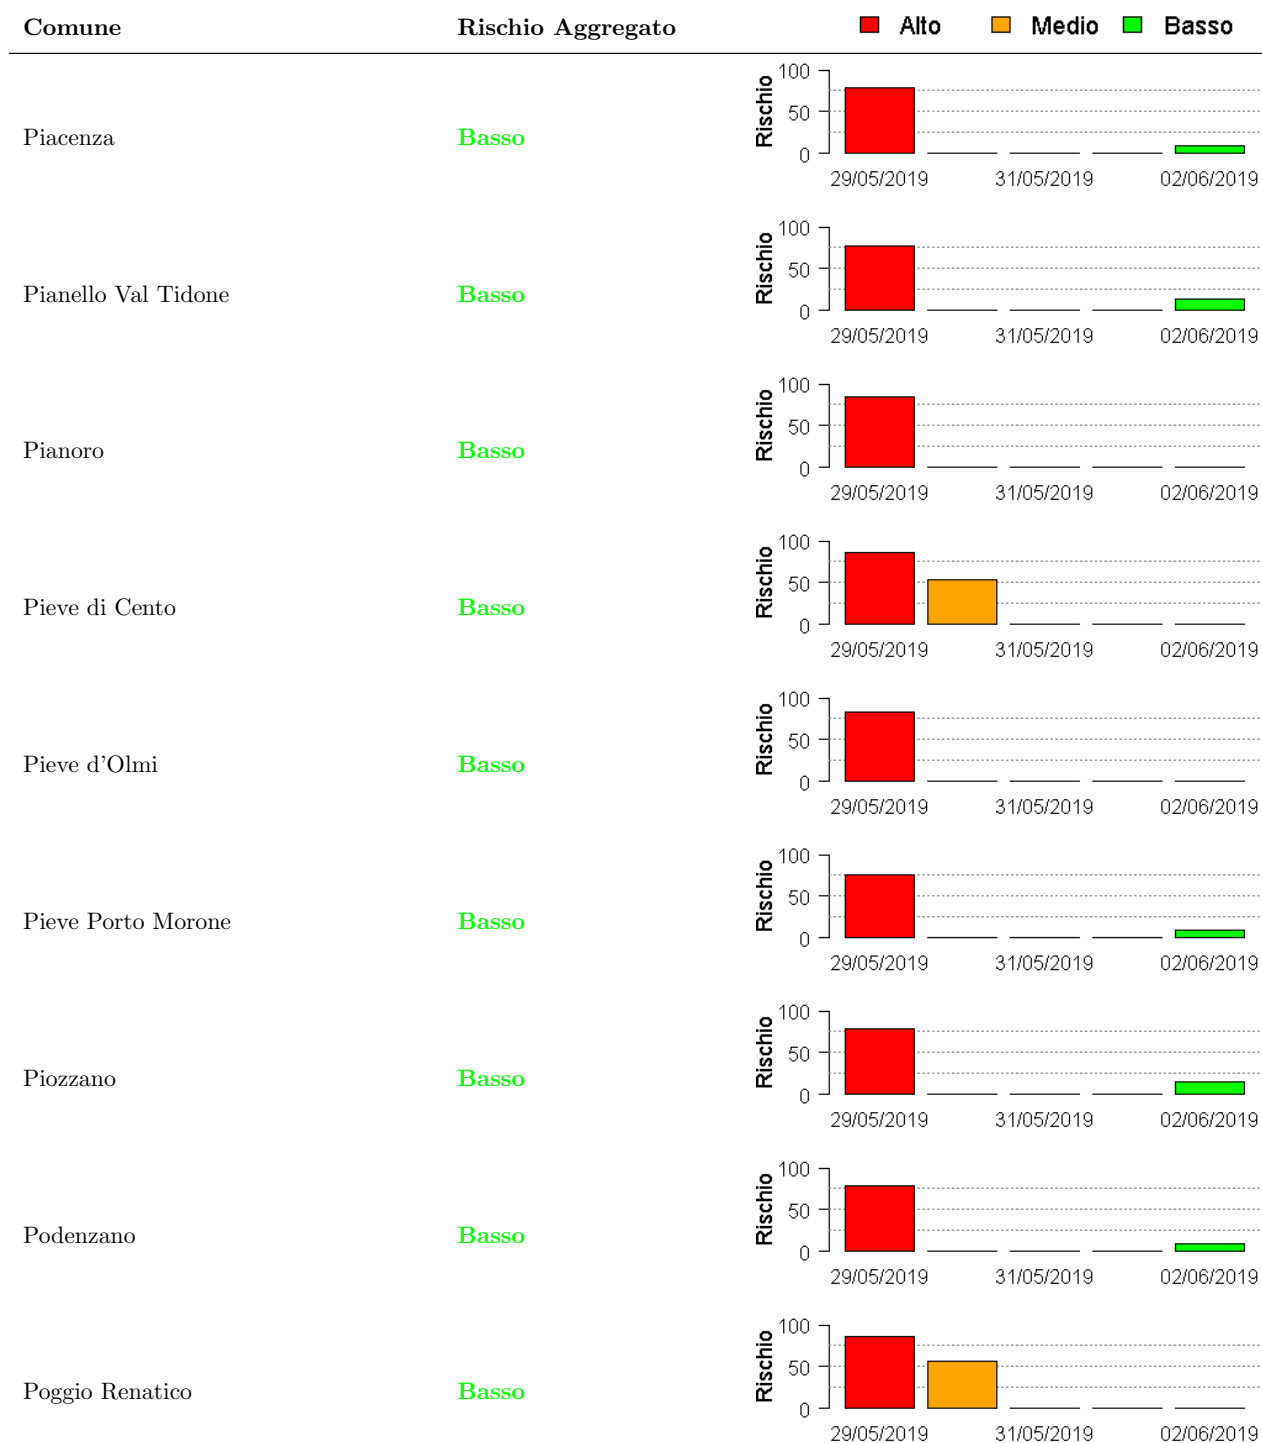 Comune Rischio Aggregato Alto Medio Basso
Piacenza Basso
Rischio
100
50
0
29/05/2019 31/05/2019 02/06/2019
Pianello Val Tidone Basso
Rischio
100
50
0
29/05/2019 31/05/2019 02/06/2019
Pianoro Basso
Rischio
100
50
0
29/05/2019 31/05/2019 02/06/2019
Pieve di Cento Basso
Rischio
100
50
0
29/05/2019 31/05/2019 02/06/2019
Pieve d'Olmi Basso
Rischio
100
50
0
29/05/2019 31/05/2019 02/06/2019
Pieve Porto Morone Basso
Rischio
100
50
0
29/05/2019 31/05/2019 02/06/2019
Piozzano Basso
Rischio
100
50
0
29/05/2019 31/05/2019 02/06/2019
Podenzano Basso
Rischio
100
50
0
29/05/2019 31/05/2019 02/06/2019
Poggio Renatico Basso
Rischio
100
50
0
29/05/2019 31/05/2019 02/06/2019